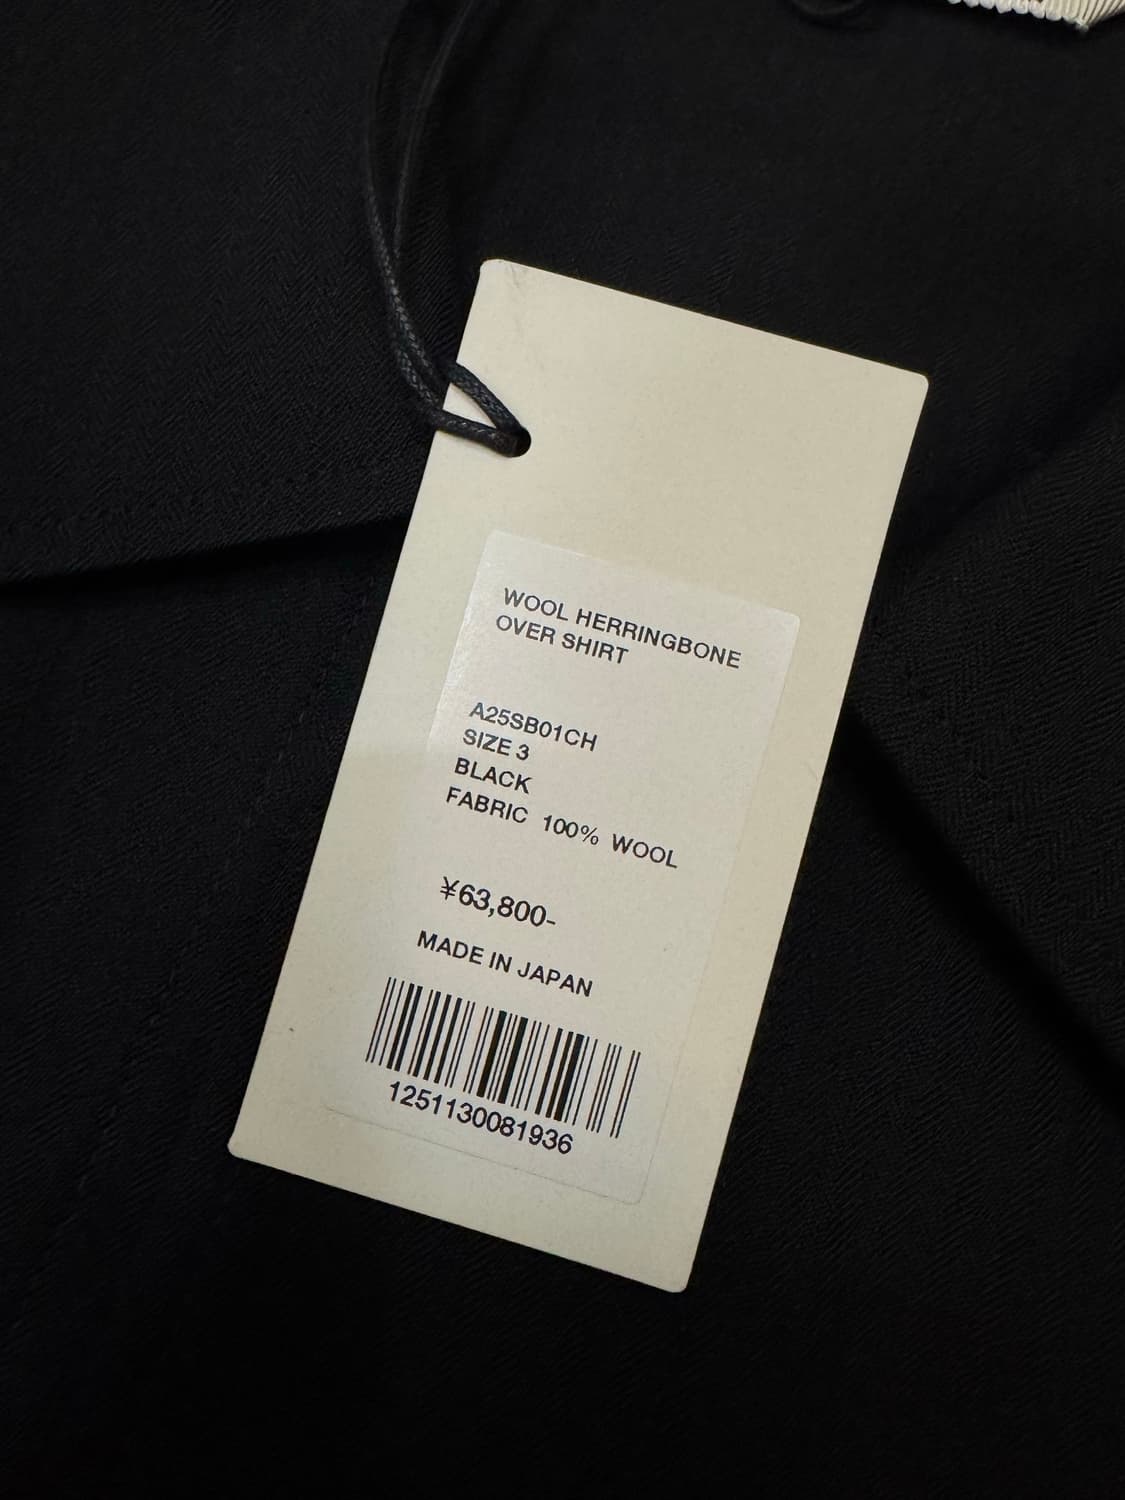 WOOL HERRINGBONE
OVER SHIRT
A25SB01CH
SIZE 3
BLACK
FABRIC 100% WOOL
¥63,800-
MADE IN JAPAN
1251130081936